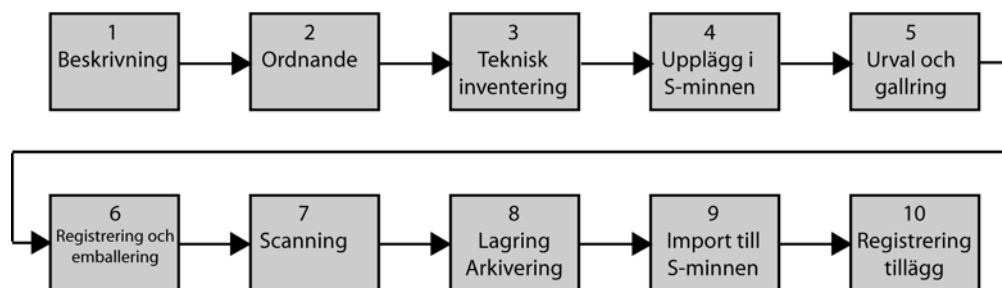 1
Beskrivning
2
Ordnande
3
Teknisk
inventering
4
Upplägg i
S-minnen
5
Urval och
gallring
6
Registrering och
emballering
7
Scanning
8
Lagring
Arkivering
9
Import till
S-minnen
10
Registrering
tillägg